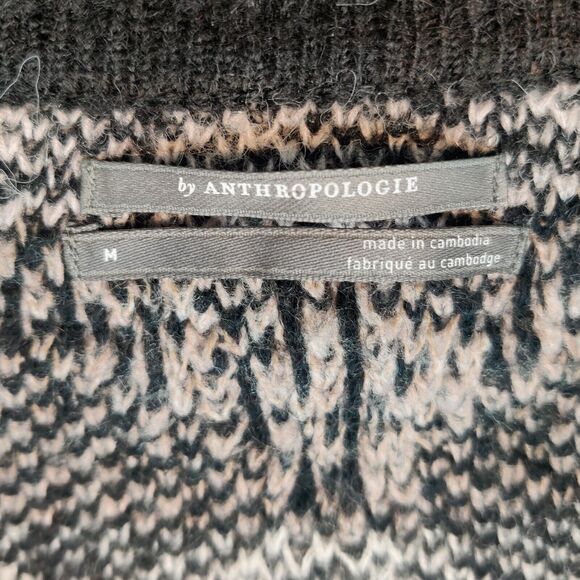 by ANTHROPOLOGIE
M
made in cambodia
fabriqué au cambodge